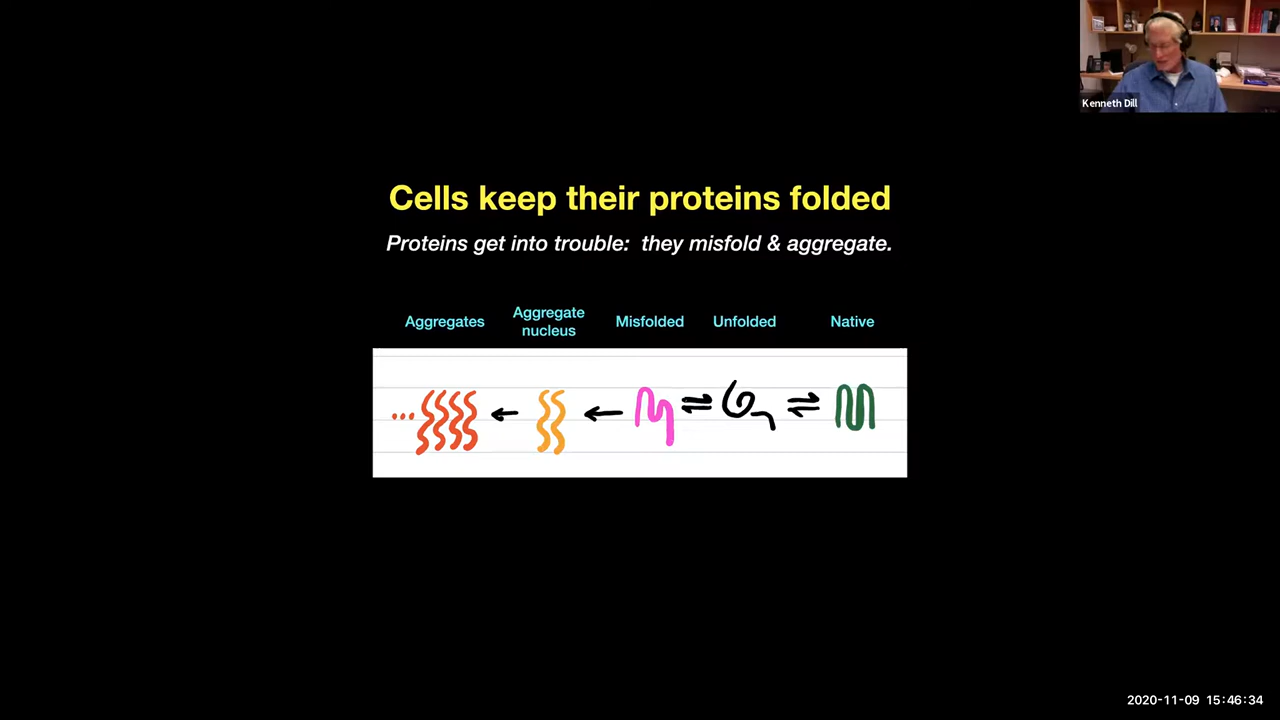 Kenneth Dill
Cells keep their proteins folded
Proteins get into trouble: they misfold & aggregate.
Aggregates
Aggregate
nucleus
Misfolded
Unfolded
Native
2020-11-09 15:46:34